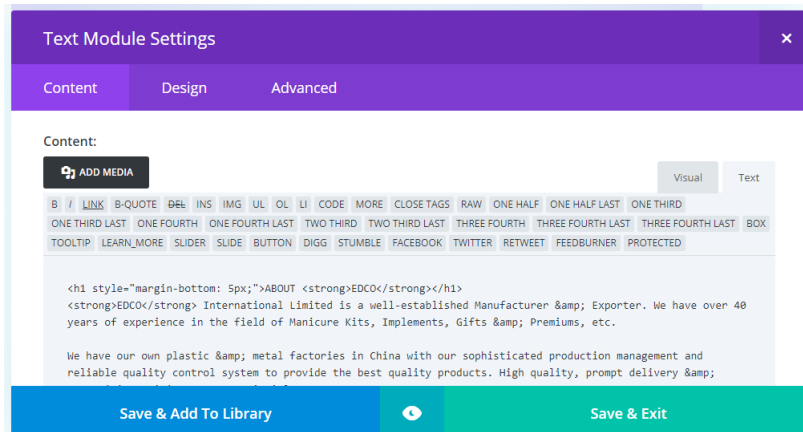 Text Module Settings
×
Content Design Advanced
Content:
ADD MEDIA
Visual Text
B I LINK B-QUOTE DEL INS IMG UL OL LI CODE MORE CLOSE TAGS RAW ONE HALF ONE HALF LAST ONE THIRD
ONE THIRD LAST ONE FOURTH ONE FOURTH LAST TWO THIRD TWO THIRD LAST THREE FOURTH THREE FOURTH LAST THREE FOURTH LAST BOX
TOOLTIP LEARN_MORE SLIDER SLIDE BUTTON DIGG STUMBLE FACEBOOK TWITTER RETWEET FEEDBURNER PROTECTED
<h1 style="margin-bottom: 5px;">ABOUT <strong>EDCO</strong></h1>
<strong>EDCO</strong> International Limited is a well-established Manufacturer &amp; Exporter. We have over 40
years of experience in the field of Manicure Kits, Implements, Gifts &amp; Premiums, etc.
We have our own plastic &amp; metal factories in China with our sophisticated production management and
reliable quality control system to provide the best quality products. High quality, prompt delivery &amp;
Save & Add To Library Save & Exit